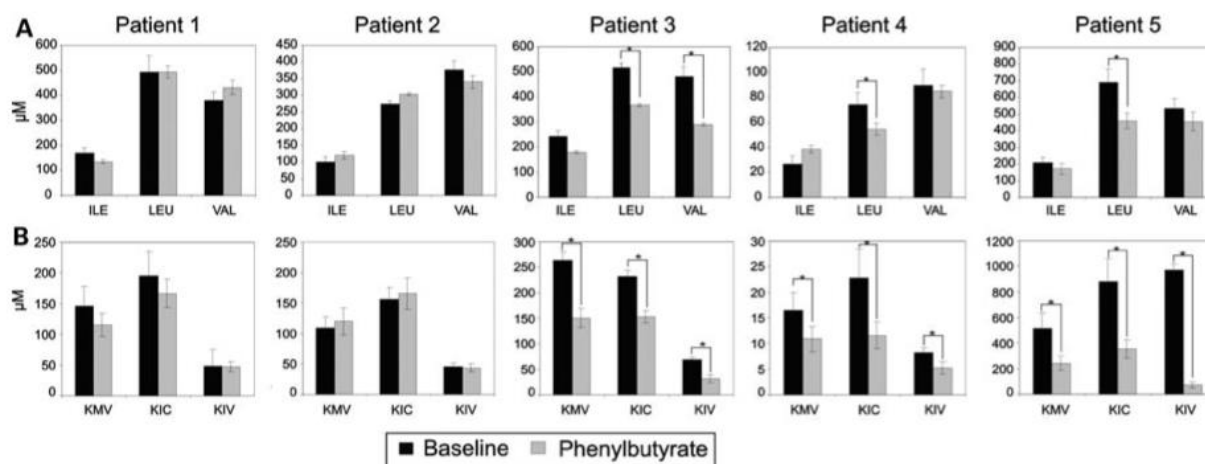 Patient 1 Patient 2 Patient 3 Patient 4 Patient 5
A
µM
600 500 400 300 200 100 0
ILE LEU VAL
450 400 350 300 250 200 150 100 50 0
ILE LEU VAL
600 500 400 300 200 100 0
* *
ILE LEU VAL
120 100 80 60 40 20 0
*
ILE LEU VAL
900 800 700 600 500 400 300 200 100 0
*
ILE LEU VAL
B
µM
250 200 150 100 50 0
KMV KIC KIV
250 200 150 100 50 0
KMV KIC KIV
300 250 200 150 100 50 0
* * *
KMV KIC KIV
30 25 20 15 10 5 0
* * *
KMV KIC KIV
1200 1000 800 600 400 200 0
* * *
KMV KIC KIV
Baseline Phenylbutyrate